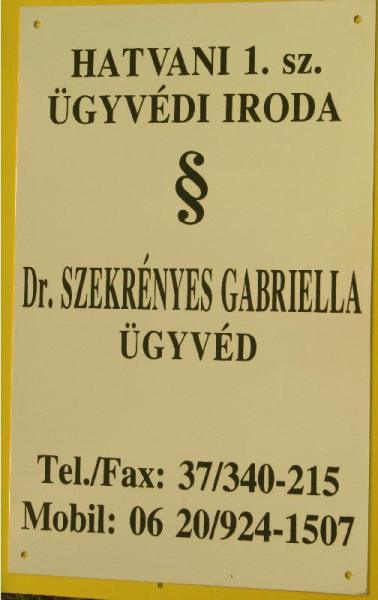 HATVANI 1. sz.
ÜGYVÉDI IRODA
§
Dr. SZEKRÉNYES GABRIELLA
ÜGYVÉD
Tel./Fax: 37/340-215
Mobil: 06 20/924-1507